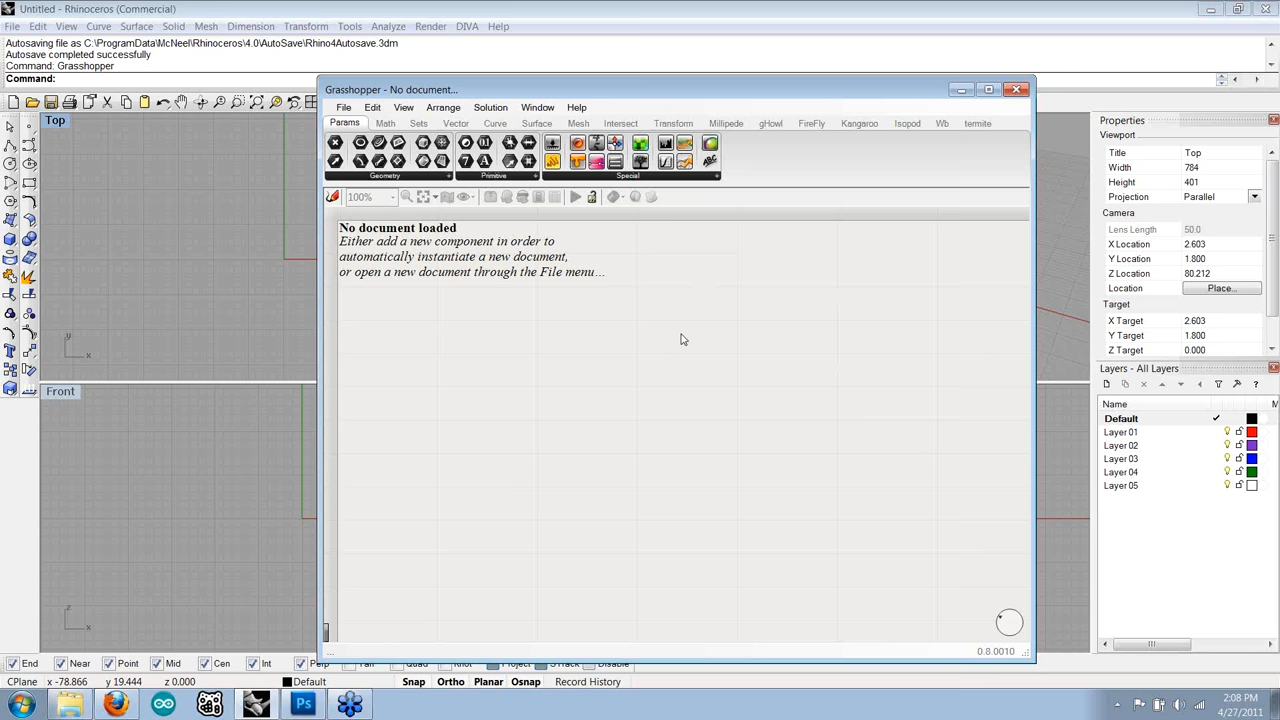 Untitled - Rhinoceros (Commercial)
File Edit View Curve Surface Solid Mesh Dimension Transform Tools Analyze Render DIVA Help
Autosaving file as C:\ProgramData\McNeel\Rhinoceros\4.0\AutoSave\Rhino4Autosave.3dm
Autosave completed successfully
Command: Grasshopper
Command:
Grasshopper - No document...
File Edit View Arrange Solution Window Help
Params Math Sets Vector Curve Surface Mesh Intersect Transform Millipede gHowl FireFly Kangaroo Isopod Wb termite
Geometry Primitive Special
100%
No document loaded
Either add a new component in order to
automatically instantiate a new document,
or open a new document through the File menu...
0.8.0010
Top
y
x
Front
z
x
Properties
Viewport
Title Top
Width 784
Height 401
Projection Parallel
Camera
Lens Length 50.0
X Location 2.603
Y Location 1.800
Z Location 80.212
Location Place...
Target
X Target 2.603
Y Target 1.800
Z Target 0.000
Layers - All Layers
Name M
Default
Layer 01
Layer 02
Layer 03
Layer 04
Layer 05
End Near Point Mid Cen Int Perp Tan Quad Knot Project STrack Disable
CPlane x -78.866 y 19.444 z 0.000 Default Snap Ortho Planar Osnap Record History
Ps
2:08 PM
4/27/2011